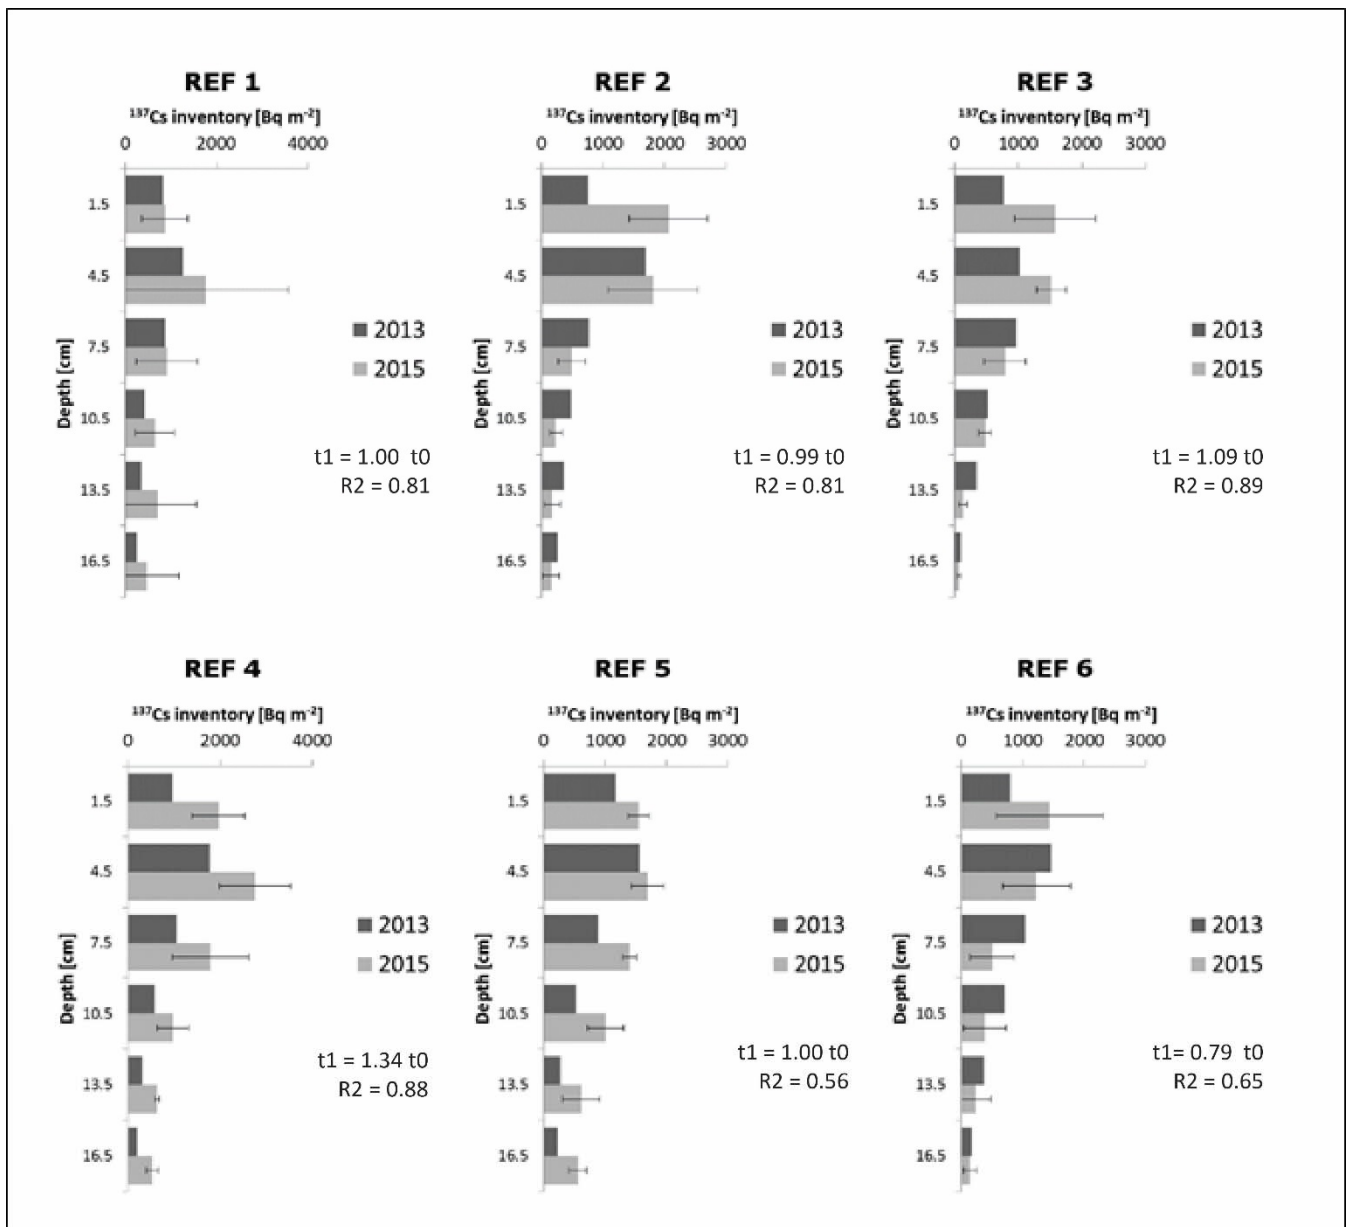 REF 1
¹³⁷Cs inventory [Bq m⁻²]
0 2000 4000
1.5
4.5
7.5
10.5
13.5
16.5
Depth [cm]
2013
2015
t1 = 1.00 t0
R2 = 0.81
REF 2
¹³⁷Cs inventory [Bq m⁻²]
0 1000 2000 3000
1.5
4.5
7.5
10.5
13.5
16.5
Depth [cm]
2013
2015
t1 = 0.99 t0
R2 = 0.81
REF 3
¹³⁷Cs inventory [Bq m⁻²]
0 1000 2000 3000
1.5
4.5
7.5
10.5
13.5
16.5
Depth [cm]
2013
2015
t1 = 1.09 t0
R2 = 0.89
REF 4
¹³⁷Cs inventory [Bq m⁻²]
0 2000 4000
1.5
4.5
7.5
10.5
13.5
16.5
Depth [cm]
2013
2015
t1 = 1.34 t0
R2 = 0.88
REF 5
¹³⁷Cs inventory [Bq m⁻²]
0 1000 2000 3000
1.5
4.5
7.5
10.5
13.5
16.5
Depth [cm]
2013
2015
t1 = 1.00 t0
R2 = 0.56
REF 6
¹³⁷Cs inventory [Bq m⁻²]
0 1000 2000 3000
1.5
4.5
7.5
10.5
13.5
16.5
Depth [cm]
2013
2015
t1= 0.79 t0
R2 = 0.65